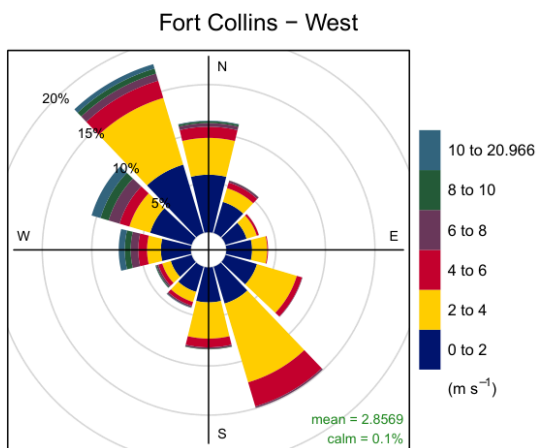 Fort Collins − West
N
20%
15%
10%
5%
W
E
S
mean = 2.8569
calm = 0.1%
10 to 20.966
8 to 10
6 to 8
4 to 6
2 to 4
0 to 2
(m s⁻¹)